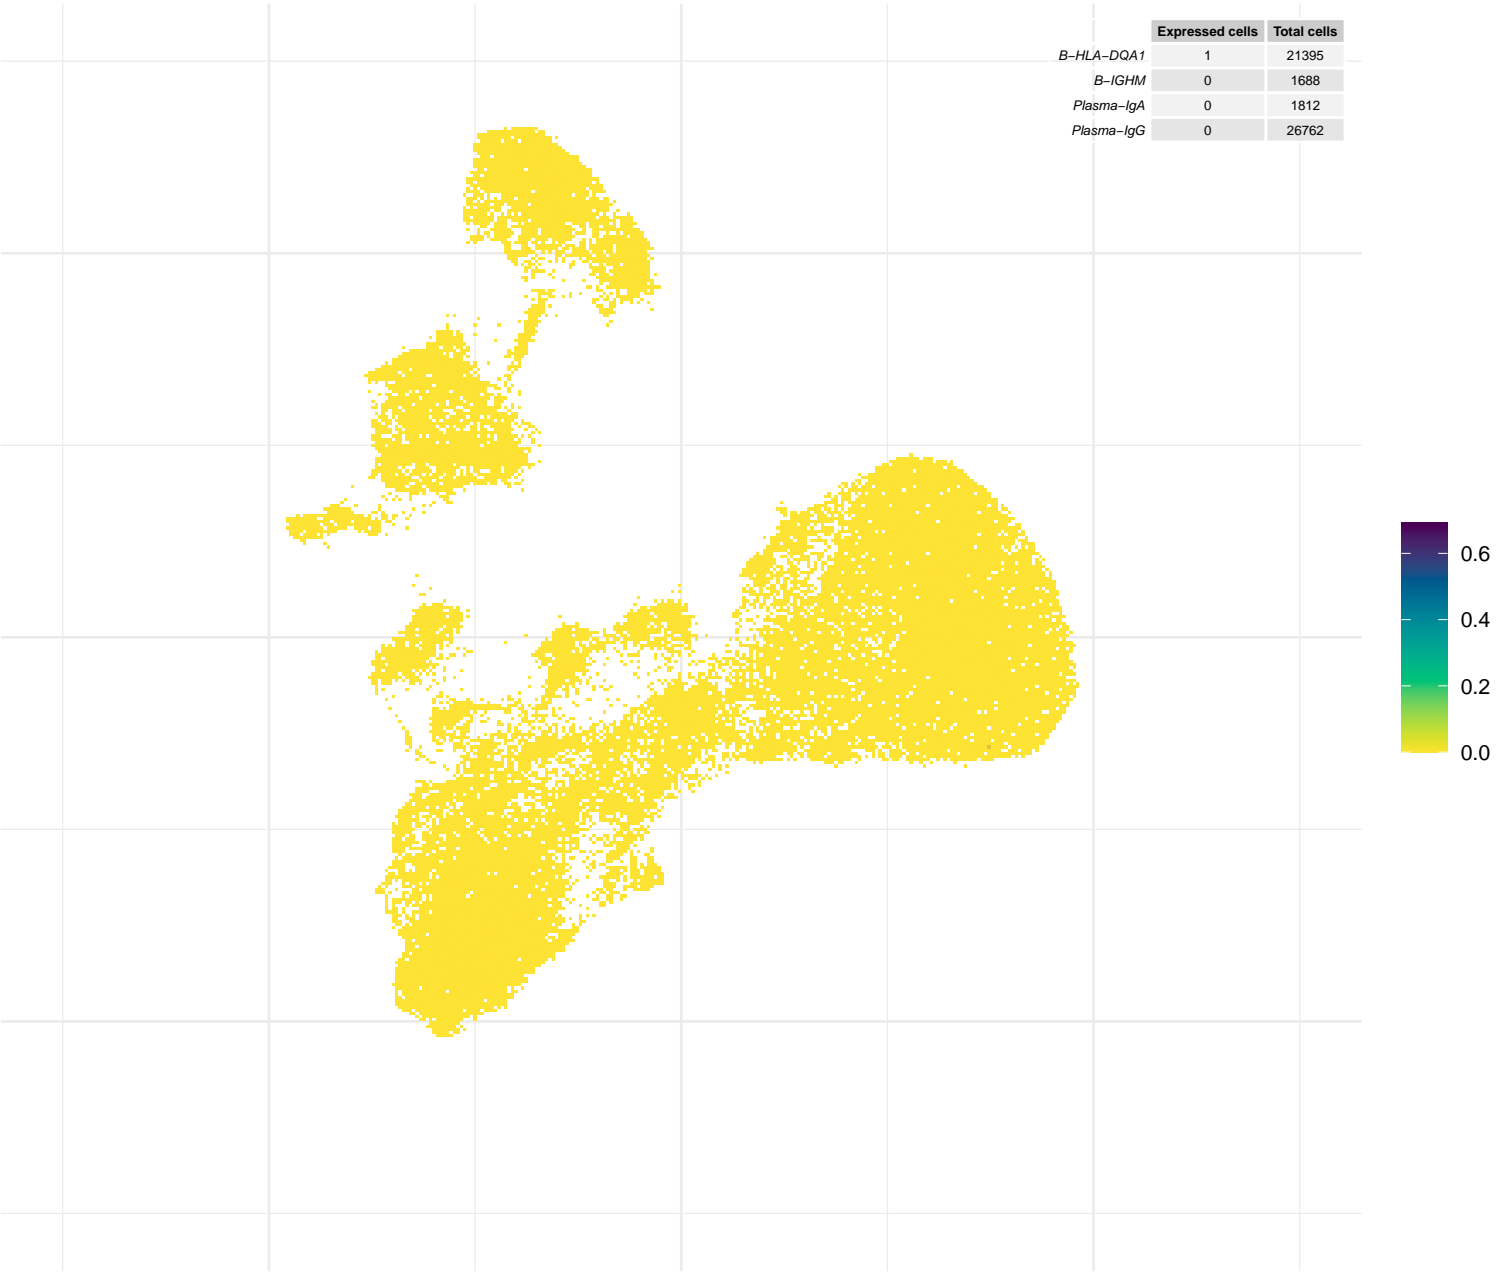 Expressed cells Total cells
B−HLA−DQA1 1 21395
B−IGHM 0 1688
Plasma−IgA 0 1812
Plasma−IgG 0 26762
0.6
0.4
0.2
0.0